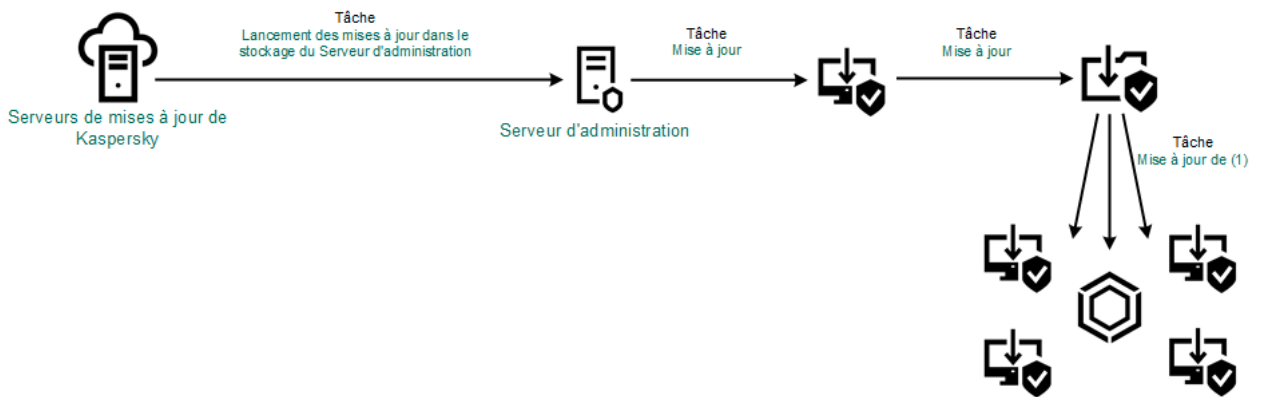 Tâche
Lancement des mises à jour dans le
stockage du Serveur d'administration
Tâche
Mise à jour
Tâche
Mise à jour
Serveurs de mises à jour de
Kaspersky
Serveur d'administration
Tâche
Mise à jour de (1)